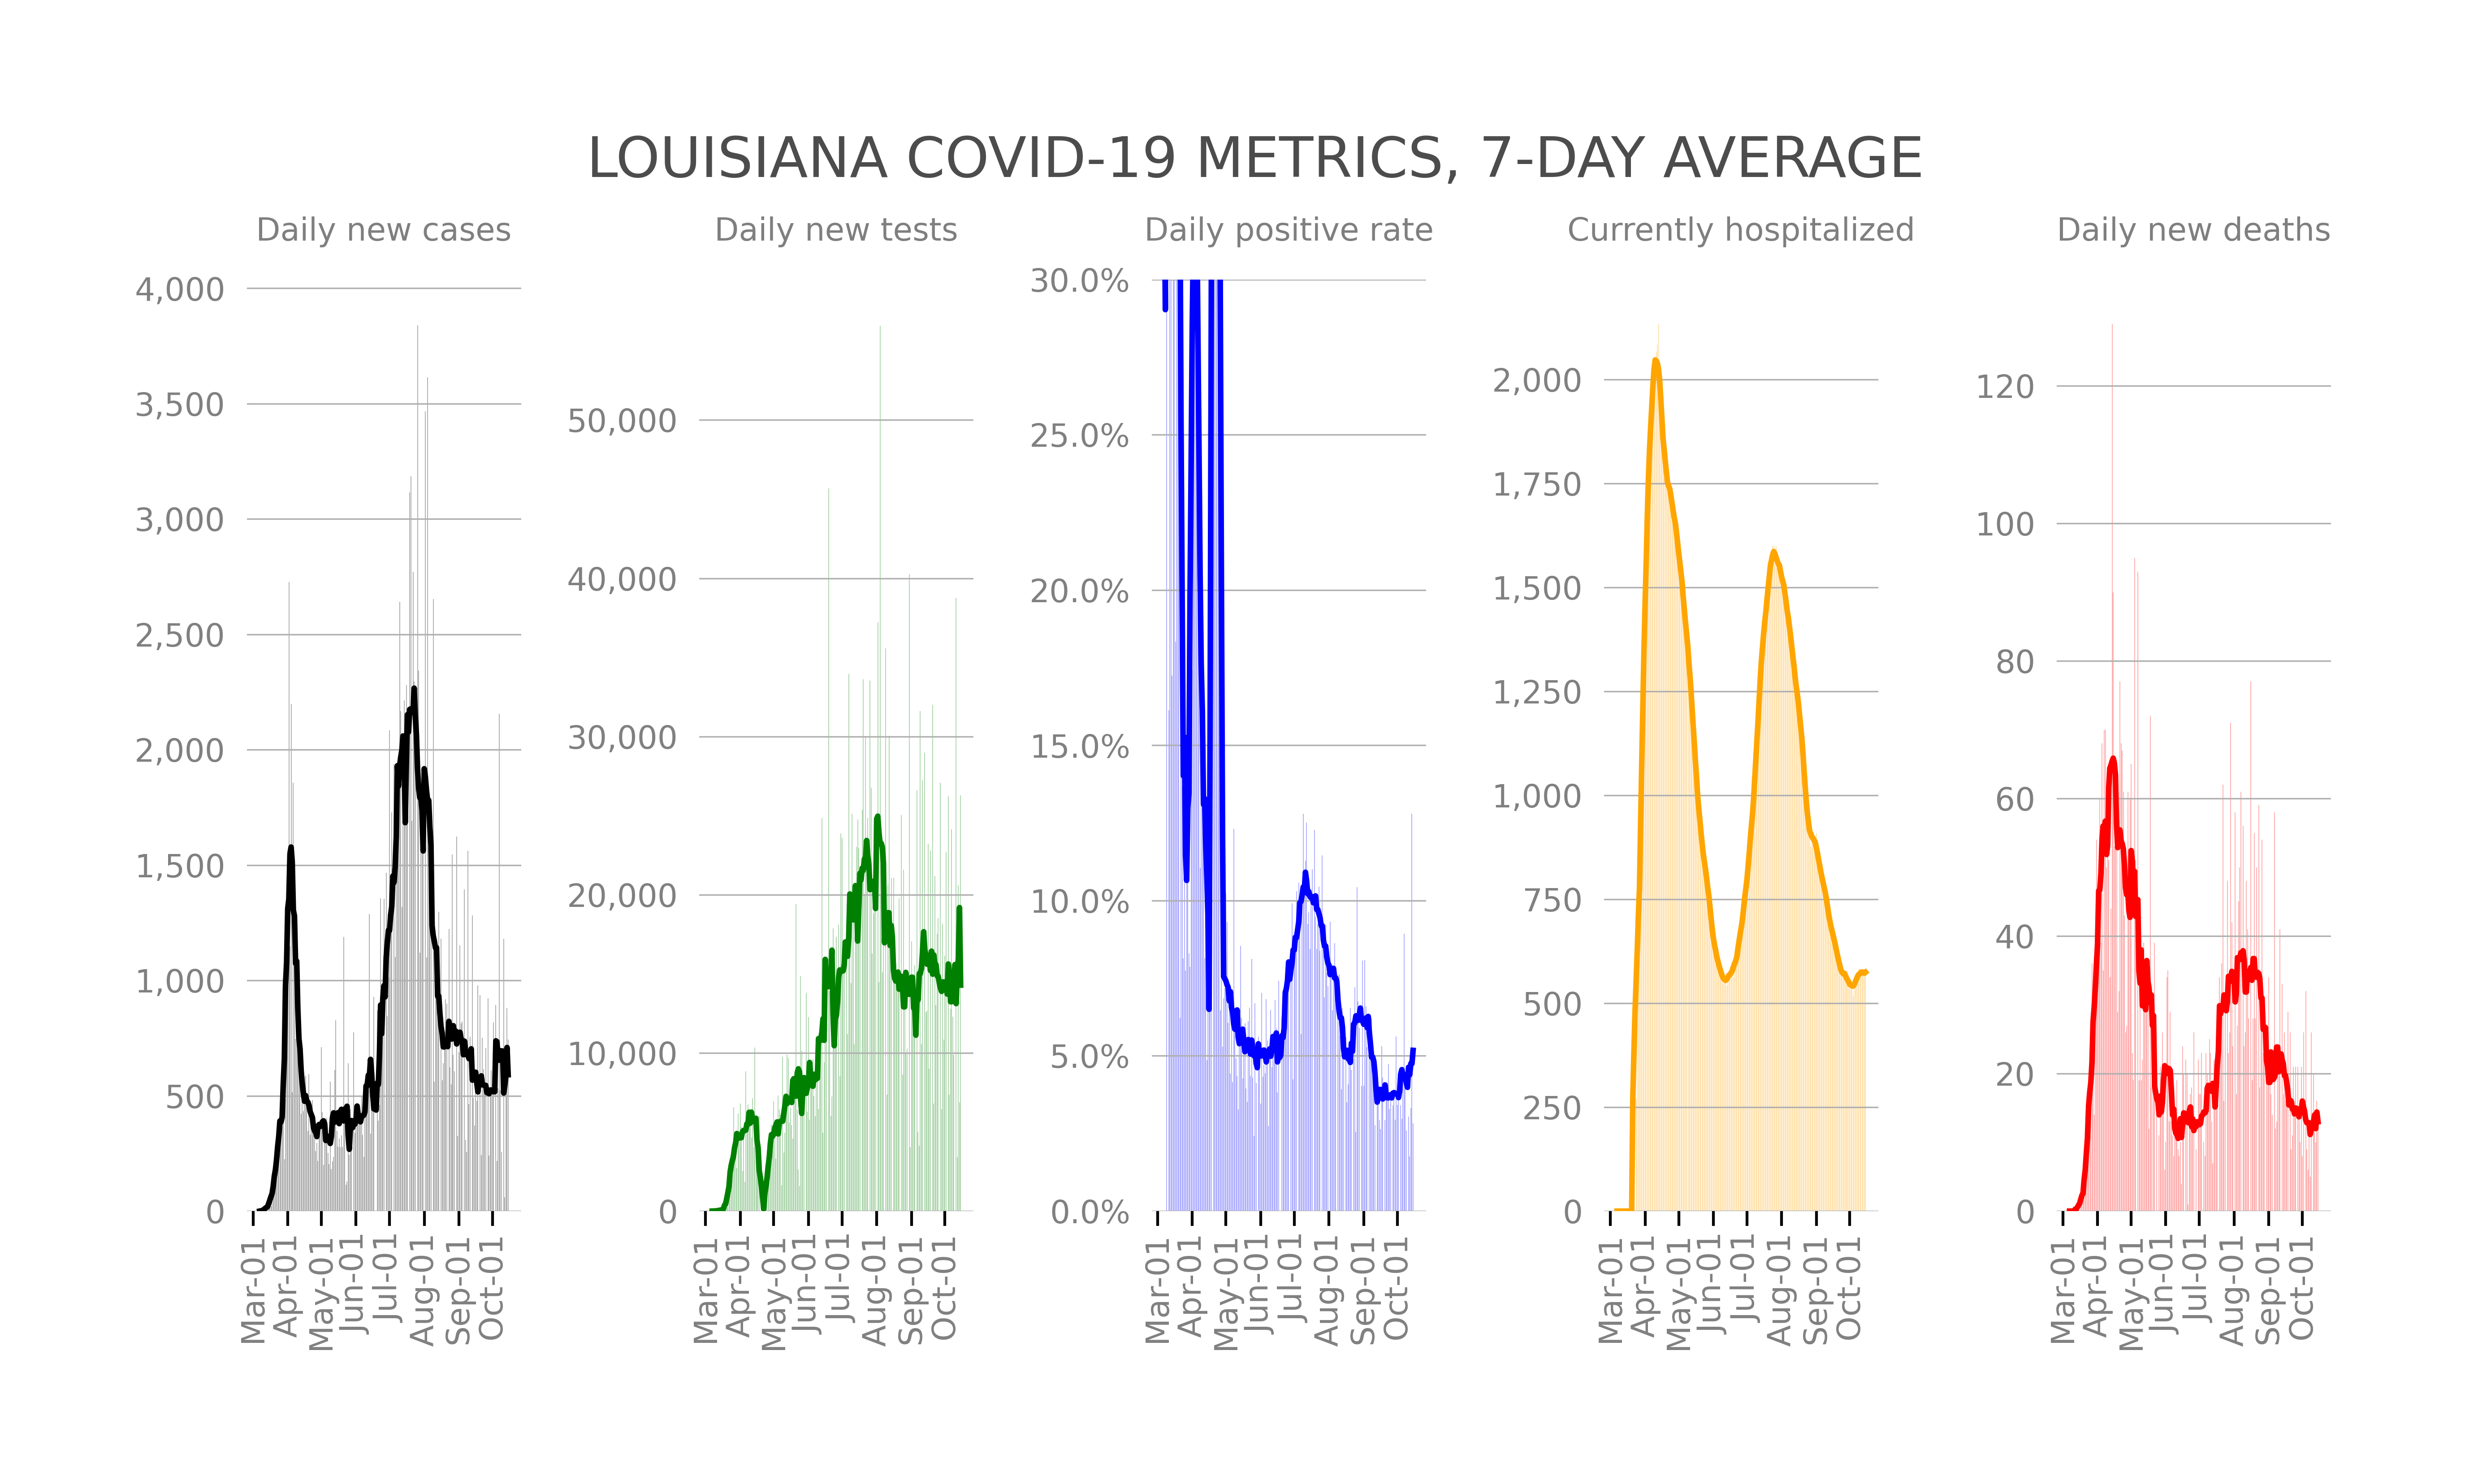 LOUISIANA COVID-19 METRICS, 7-DAY AVERAGE
Daily new cases
4,000
3,500
3,000
2,500
2,000
1,500
1,000
500
0
Mar-01
Apr-01
May-01
Jun-01
Jul-01
Aug-01
Sep-01
Oct-01
Daily new tests
50,000
40,000
30,000
20,000
10,000
0
Mar-01
Apr-01
May-01
Jun-01
Jul-01
Aug-01
Sep-01
Oct-01
Daily positive rate
30.0%
25.0%
20.0%
15.0%
10.0%
5.0%
0.0%
Mar-01
Apr-01
May-01
Jun-01
Jul-01
Aug-01
Sep-01
Oct-01
Currently hospitalized
2,000
1,750
1,500
1,250
1,000
750
500
250
0
Mar-01
Apr-01
May-01
Jun-01
Jul-01
Aug-01
Sep-01
Oct-01
Daily new deaths
120
100
80
60
40
20
0
Mar-01
Apr-01
May-01
Jun-01
Jul-01
Aug-01
Sep-01
Oct-01